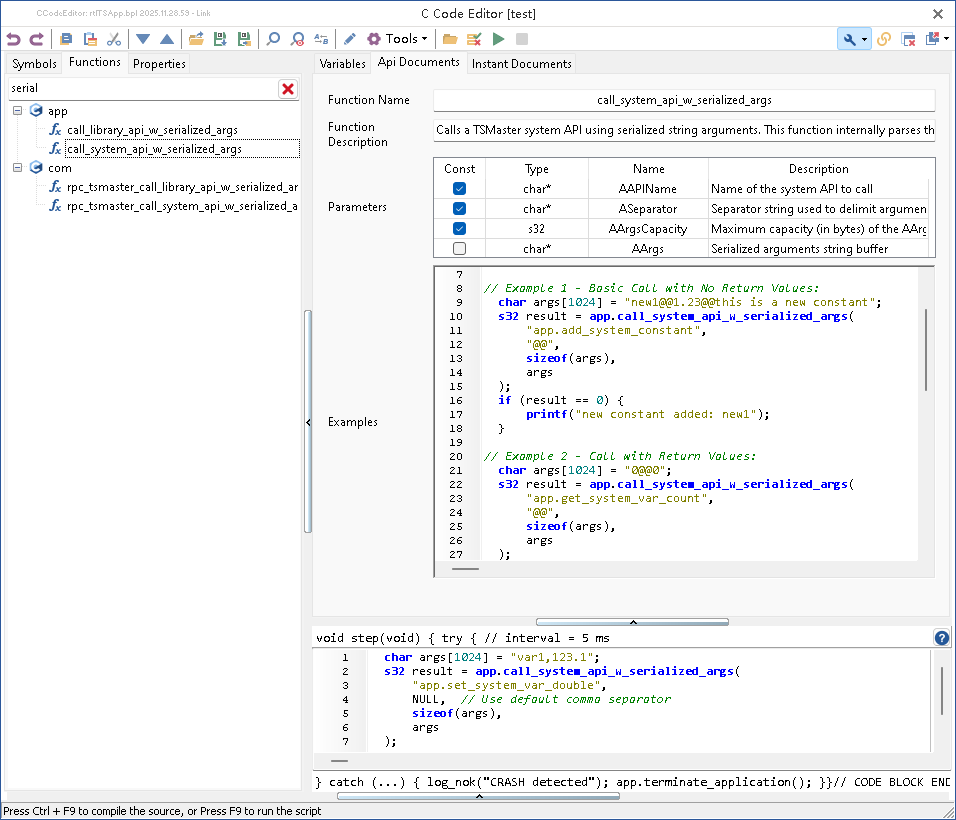 CCodeEditor: rtlTSApp.bpl 2025.11.28.59 - Link
C Code Editor [test]
Tools
Symbols Functions Properties
Variables Api Documents Instant Documents
serial
app
call_library_api_w_serialized_args
call_system_api_w_serialized_args
com
rpc_tsmaster_call_library_api_w_serialized_ar
rpc_tsmaster_call_system_api_w_serialized_a
Function Name call_system_api_w_serialized_args
Function
Description
Calls a TSMaster system API using serialized string arguments. This function internally parses th
Parameters
Const Type Name Description
char* AAPIName Name of the system API to call
char* ASeparator Separator string used to delimit argumen
s32 AArgsCapacity Maximum capacity (in bytes) of the AArg
char* AArgs Serialized arguments string buffer
Examples
7
8 // Example 1 - Basic Call with No Return Values:
9 char args[1024] = "new1@@1.23@@this is a new constant";
10 s32 result = app.call_system_api_w_serialized_args(
11 "app.add_system_constant",
12 "@@",
13 sizeof(args),
14 args
15 );
16 if (result == 0) {
17 printf("new constant added: new1");
18 }
19
20 // Example 2 - Call with Return Values:
21 char args[1024] = "0@@0";
22 s32 result = app.call_system_api_w_serialized_args(
23 "app.get_system_var_count",
24 "@@",
25 sizeof(args),
26 args
27 );
void step(void) { try { // interval = 5 ms
1 char args[1024] = "var1,123.1";
2 s32 result = app.call_system_api_w_serialized_args(
3 "app.set_system_var_double",
4 NULL, // Use default comma separator
5 sizeof(args),
6 args
7 );
} catch (...) { log_nok("CRASH detected"); app.terminate_application(); }}// CODE BLOCK END
Press Ctrl + F9 to compile the source, or Press F9 to run the script